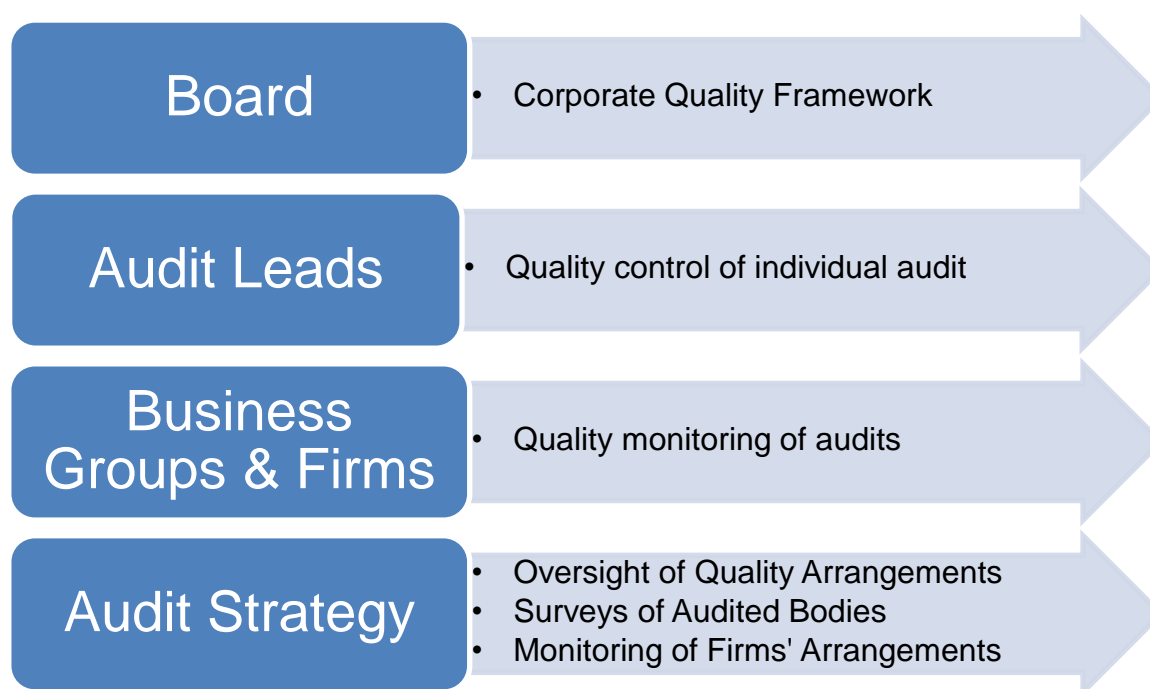 Board
• Corporate Quality Framework
Audit Leads
• Quality control of individual audit
Business
Groups & Firms
• Quality monitoring of audits
Audit Strategy
• Oversight of Quality Arrangements
• Surveys of Audited Bodies
• Monitoring of Firms' Arrangements